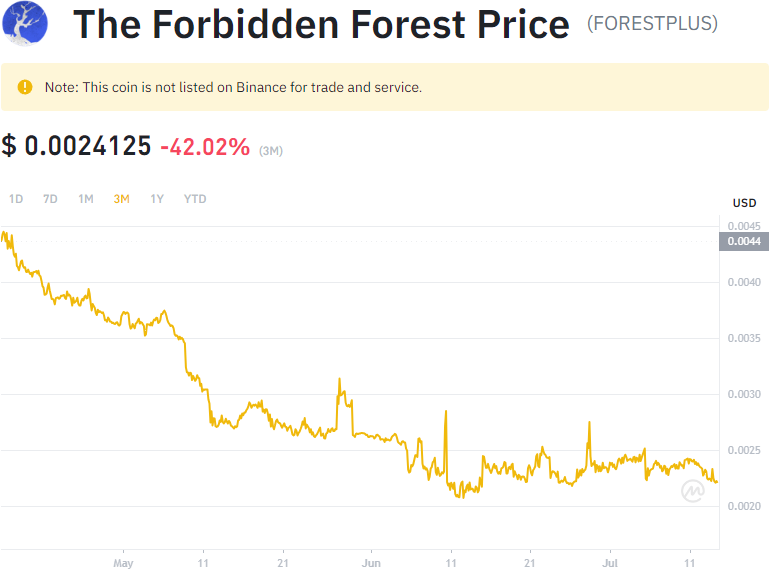 The Forbidden Forest Price (FORESTPLUS)
Note: This coin is not listed on Binance for trade and service.
$ 0.0024125 -42.02% (3M)
1D 7D 1M 3M 1Y YTD
USD
0.0045
0.0044
0.0040
0.0035
0.0030
0.0025
0.0020
May 11 21 Jun 11 21 Jul 11